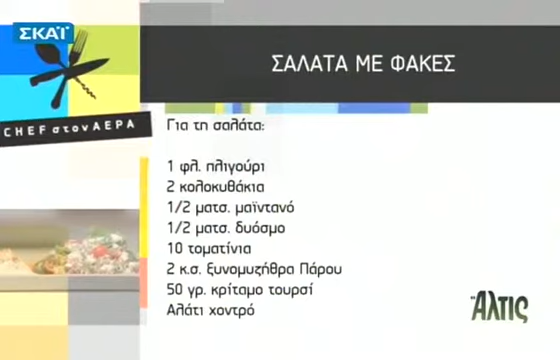 ΣΚΑΪ
ΣΑΛΑΤΑ ΜΕ ΦΑΚΕΣ
CHEF στον ΑΕΡΑ
Για τη σαλάτα:
1 φλ. πλιγούρι
2 κολοκυθάκια
1/2 ματσ. μαϊντανό
1/2 ματσ. δυόσμο
10 τοματίνια
2 κ.σ. ξυνομυζήθρα Πάρου
50 γρ. κρίταμο τουρσί
Αλάτι χοντρό
Άλτις